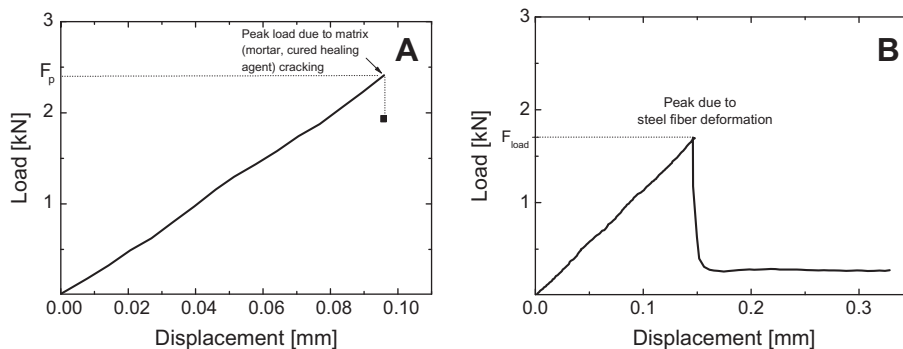 A
Peak load due to matrix
(mortar, cured healing
agent) cracking
F_p
3
2
1
Load [kN]
0.00
0.02
0.04
0.06
0.08
0.10
Displacement [mm]
B
Peak due to
steel fiber deformation
F_load
3
2
1
Load [kN]
0.0
0.1
0.2
0.3
Displacement [mm]